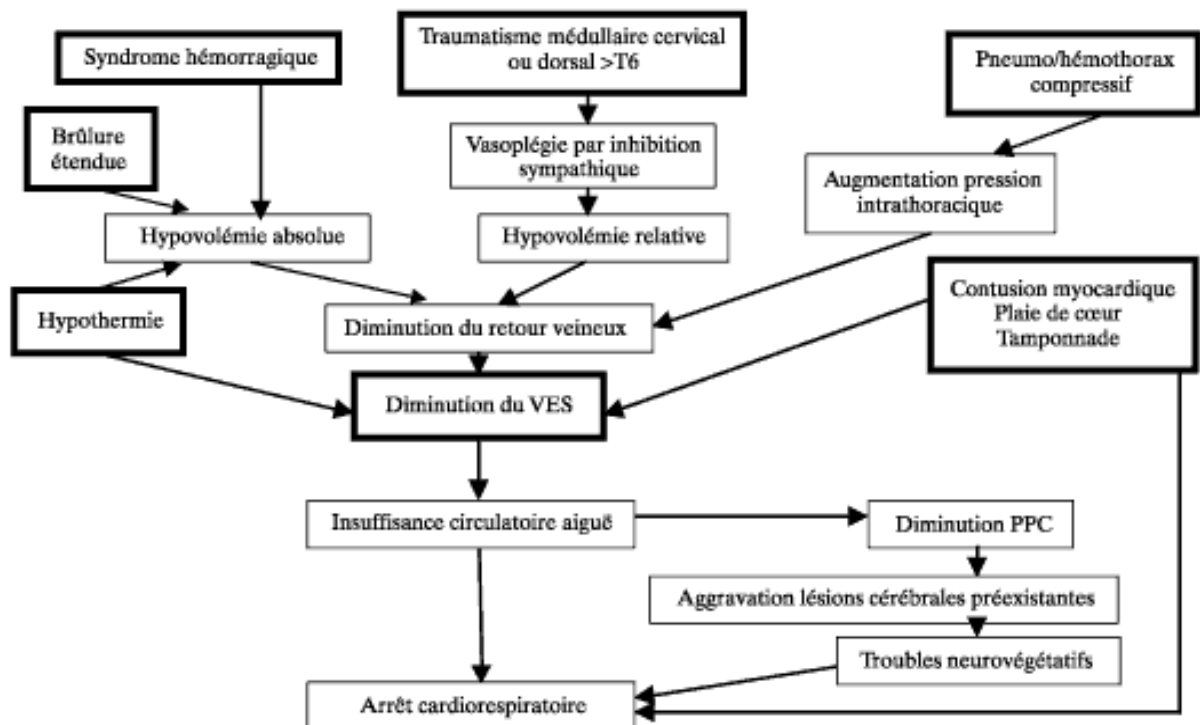 Syndrome hémorragique
Traumatisme médullaire cervical
ou dorsal >T6
Pneumo/hémothorax
compressif
Brûlure
étendue
Vasoplégie par inhibition
sympathique
Augmentation pression
intrathoracique
Hypovolémie absolue
Hypovolémie relative
Hypothermie
Diminution du retour veineux
Contusion myocardique
Plaie de cœur
Tamponnade
Diminution du VES
Insuffisance circulatoire aiguë
Diminution PPC
Aggravation lésions cérébrales préexistantes
Troubles neurovégétatifs
Arrêt cardiorespiratoire